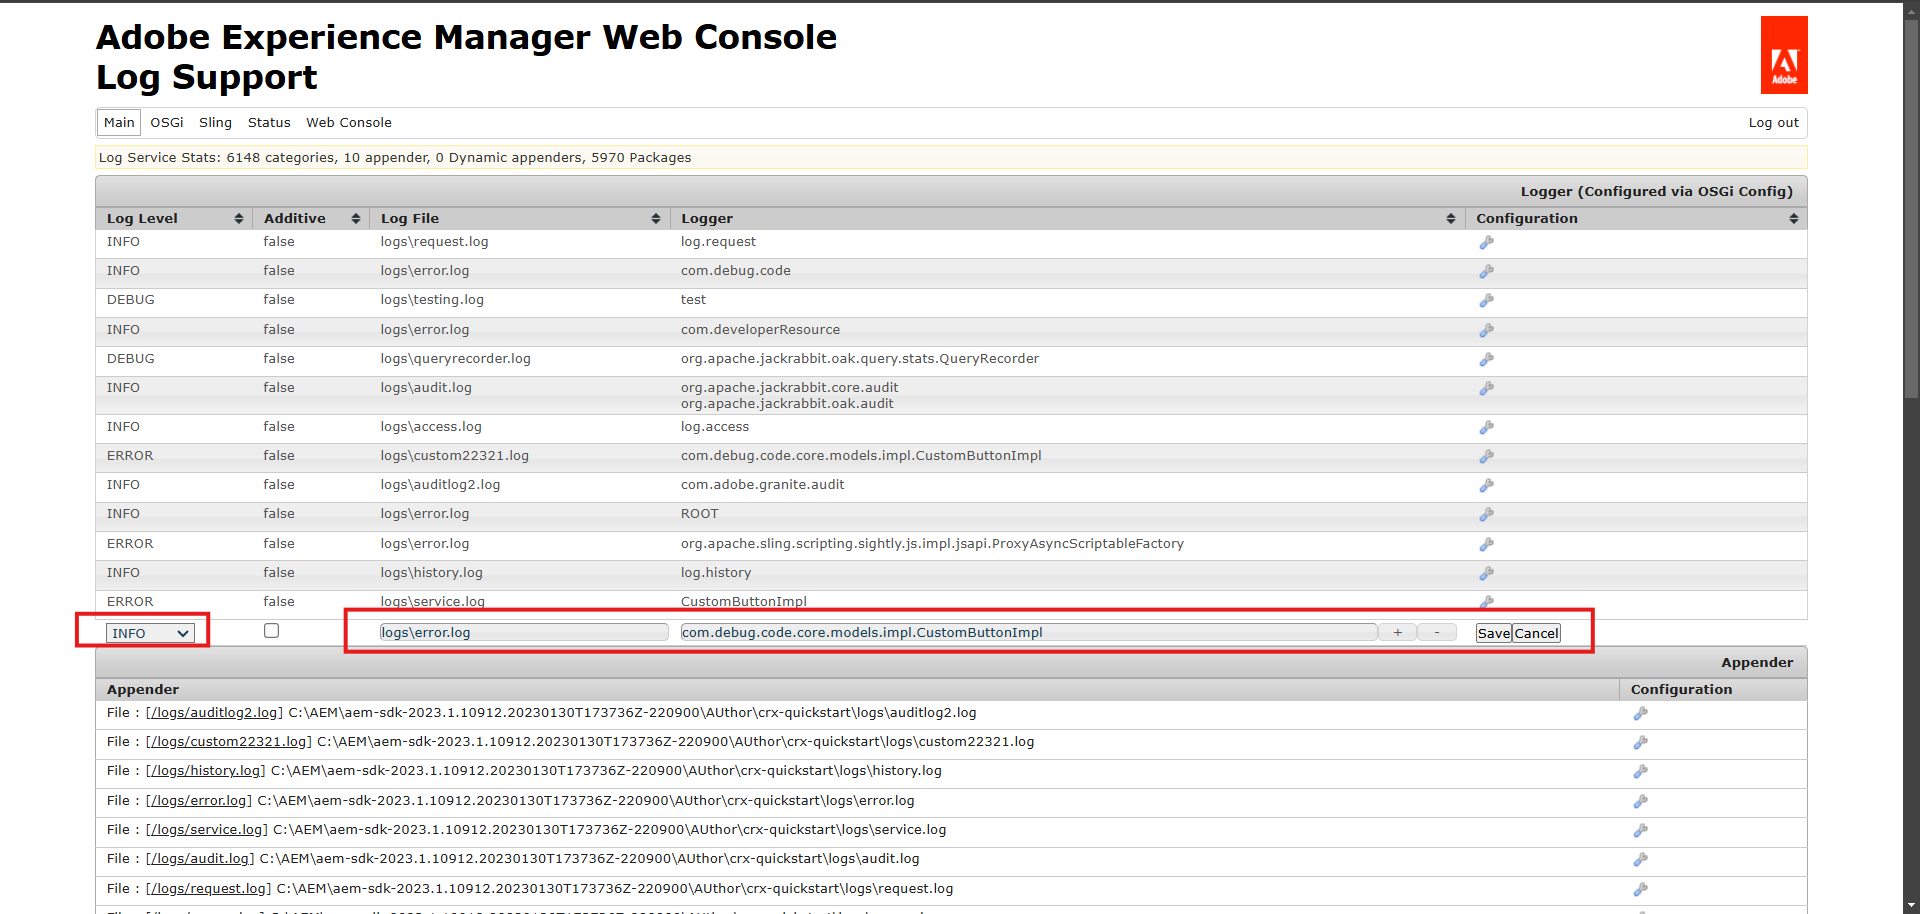 Adobe Experience Manager Web Console
Log Support
Adobe
Main OSGi Sling Status Web Console Log out
Log Service Stats: 6148 categories, 10 appender, 0 Dynamic appenders, 5970 Packages
Logger (Configured via OSGi Config)
Log Level Additive Log File Logger Configuration
INFO false logs\request.log log.request
INFO false logs\error.log com.debug.code
DEBUG false logs\testing.log test
INFO false logs\error.log com.developerResource
DEBUG false logs\queryrecorder.log org.apache.jackrabbit.oak.query.stats.QueryRecorder
INFO false logs\audit.log org.apache.jackrabbit.core.audit
org.apache.jackrabbit.oak.audit
INFO false logs\access.log log.access
ERROR false logs\custom22321.log com.debug.code.core.models.impl.CustomButtonImpl
INFO false logs\auditlog2.log com.adobe.granite.audit
INFO false logs\error.log ROOT
ERROR false logs\error.log org.apache.sling.scripting.sightly.js.impl.jsapi.ProxyAsyncScriptableFactory
INFO false logs\history.log log.history
ERROR false logs\service.log CustomButtonImpl
INFO logs\error.log com.debug.code.core.models.impl.CustomButtonImpl + - Save Cancel
Appender
Appender Configuration
File : [/logs/auditlog2.log] C:\AEM\aem-sdk-2023.1.10912.20230130T173736Z-220900\AUthor\crx-quickstart\logs\auditlog2.log
File : [/logs/custom22321.log] C:\AEM\aem-sdk-2023.1.10912.20230130T173736Z-220900\AUthor\crx-quickstart\logs\custom22321.log
File : [/logs/history.log] C:\AEM\aem-sdk-2023.1.10912.20230130T173736Z-220900\AUthor\crx-quickstart\logs\history.log
File : [/logs/error.log] C:\AEM\aem-sdk-2023.1.10912.20230130T173736Z-220900\AUthor\crx-quickstart\logs\error.log
File : [/logs/service.log] C:\AEM\aem-sdk-2023.1.10912.20230130T173736Z-220900\AUthor\crx-quickstart\logs\service.log
File : [/logs/audit.log] C:\AEM\aem-sdk-2023.1.10912.20230130T173736Z-220900\AUthor\crx-quickstart\logs\audit.log
File : [/logs/request.log] C:\AEM\aem-sdk-2023.1.10912.20230130T173736Z-220900\AUthor\crx-quickstart\logs\request.log